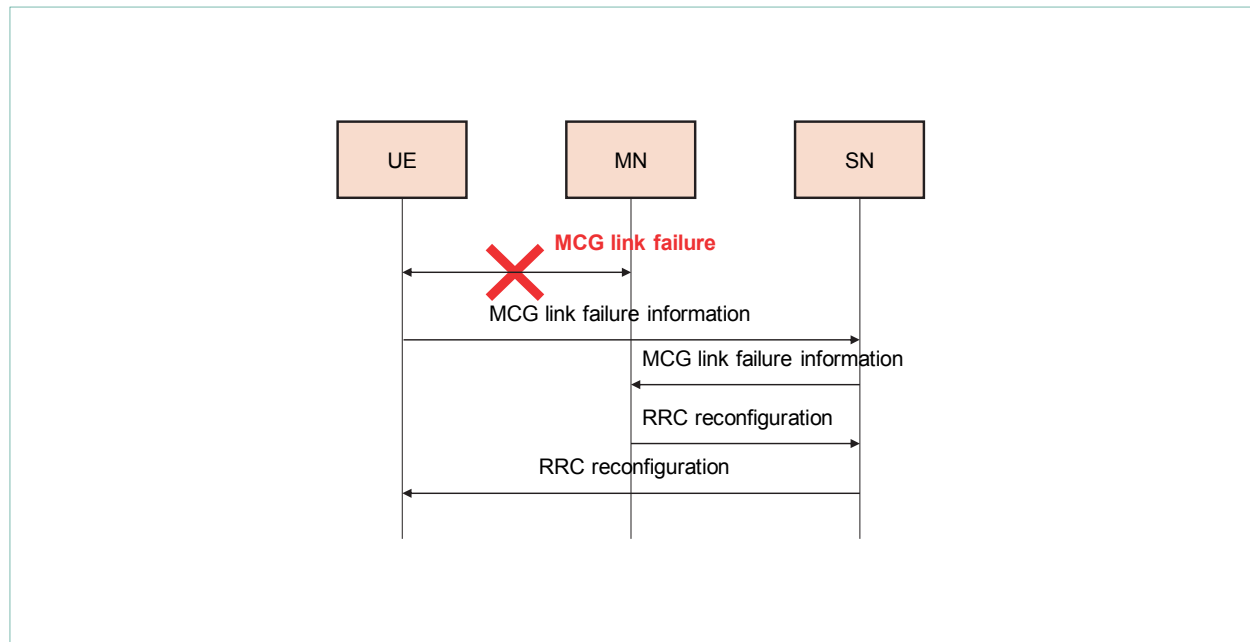 UE
MN
SN
MCG link failure
MCG link failure information
MCG link failure information
RRC reconfiguration
RRC reconfiguration